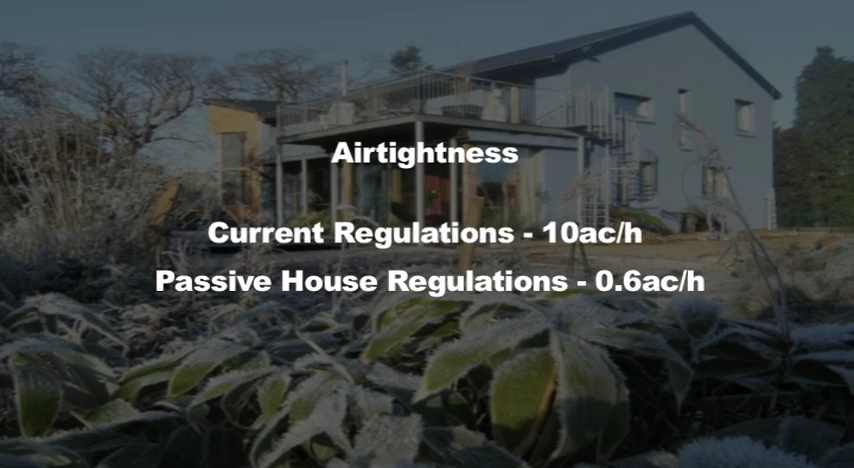 Airtightness
Current Regulations - 10ac/h
Passive House Regulations - 0.6ac/h